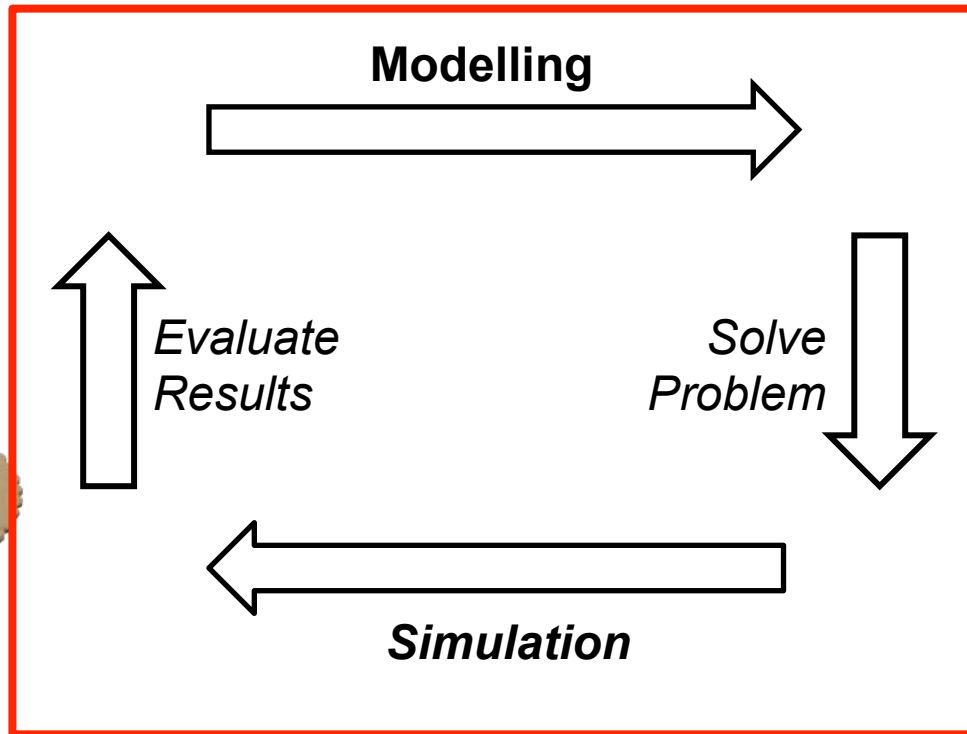 Modelling
Evaluate
Results
Solve
Problem
Simulation